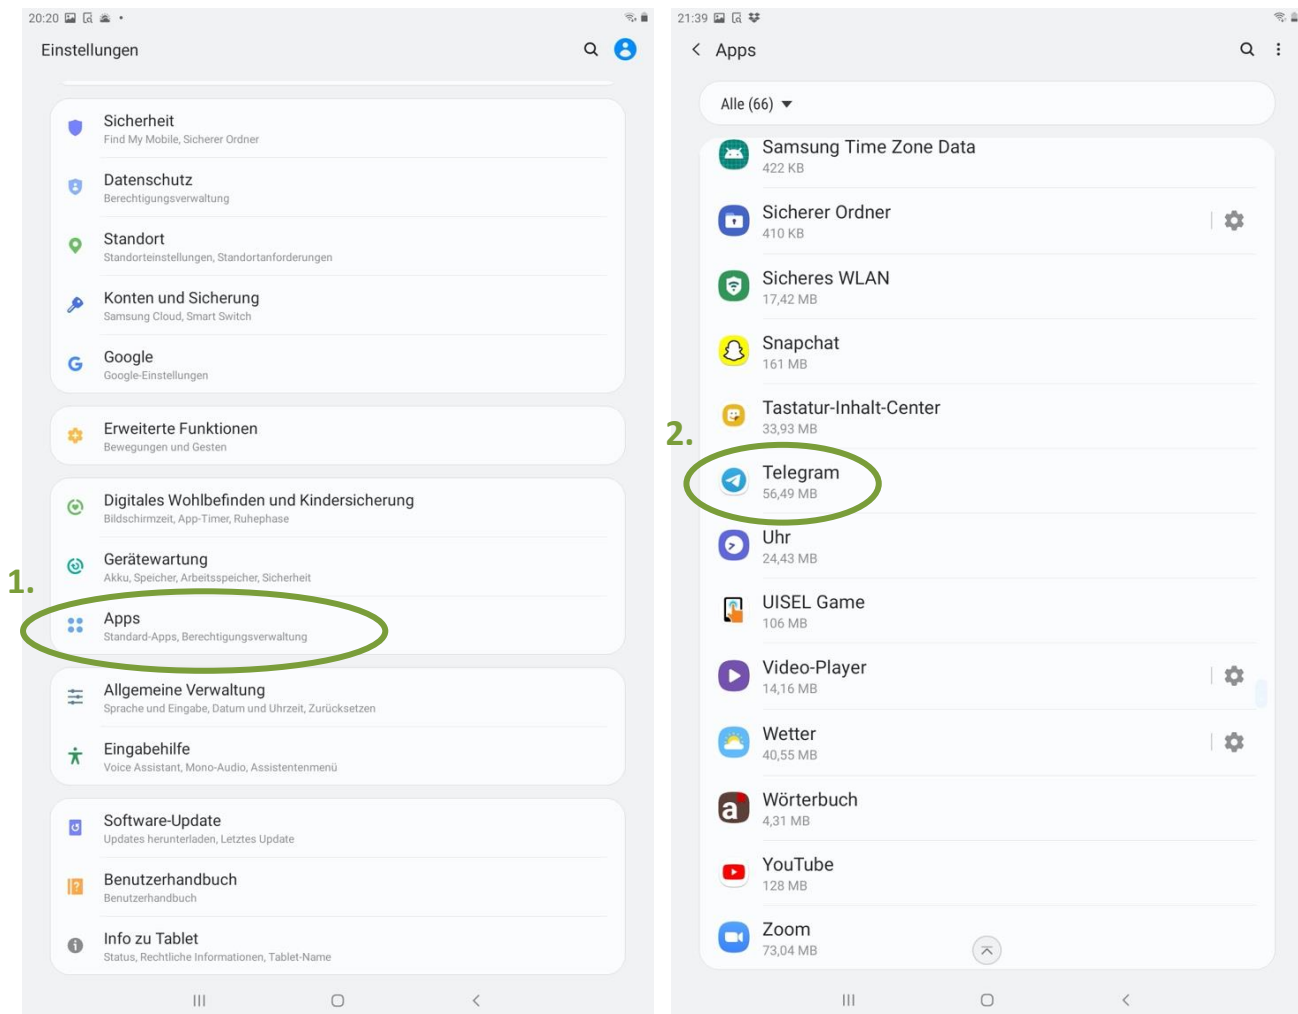 20:20
Einstellungen
Sicherheit
Find My Mobile, Sicherer Ordner
Datenschutz
Berechtigungsverwaltung
Standort
Standorteinstellungen, Standortanforderungen
Konten und Sicherung
Samsung Cloud, Smart Switch
Google
Google-Einstellungen
Erweiterte Funktionen
Bewegungen und Gesten
Digitales Wohlbefinden und Kindersicherung
Bildschirmzeit, App-Timer, Ruhephase
Gerätewartung
Akku, Speicher, Arbeitsspeicher, Sicherheit
1.
Apps
Standard-Apps, Berechtigungsverwaltung
Allgemeine Verwaltung
Sprache und Eingabe, Datum und Uhrzeit, Zurücksetzen
Eingabehilfe
Voice Assistant, Mono-Audio, Assistentenmenü
Software-Update
Updates herunterladen, Letztes Update
Benutzerhandbuch
Benutzerhandbuch
Info zu Tablet
Status, Rechtliche Informationen, Tablet-Name
21:39
Apps
Alle (66)
Samsung Time Zone Data
422 KB
Sicherer Ordner
410 KB
Sicheres WLAN
17,42 MB
Snapchat
161 MB
Tastatur-Inhalt-Center
33,93 MB
2.
Telegram
56,49 MB
Uhr
24,43 MB
UISEL Game
106 MB
Video-Player
14,16 MB
Wetter
40,55 MB
a
Wörterbuch
4,31 MB
YouTube
128 MB
Zoom
73,04 MB